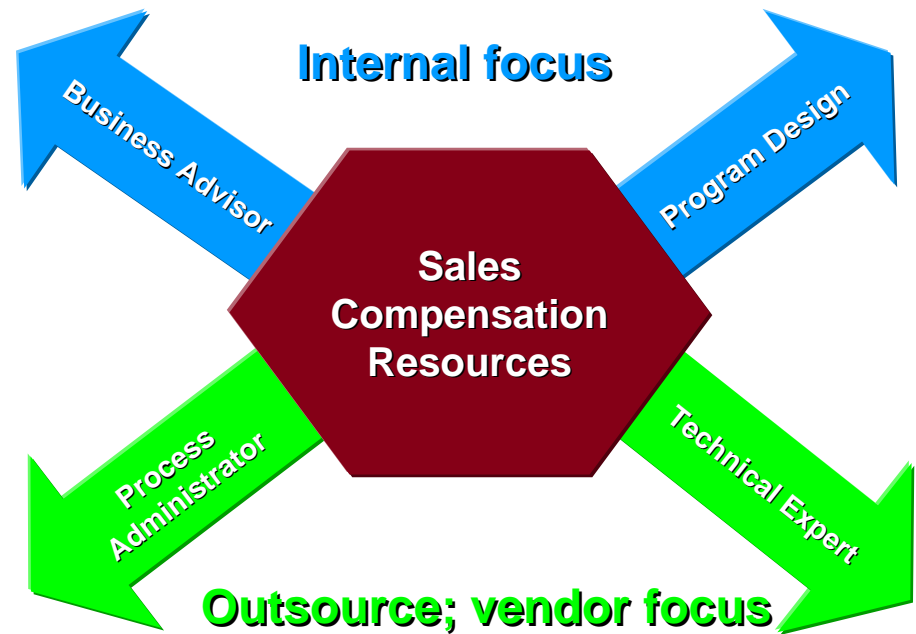 Internal focus
Business Advisor
Program Design
Sales
Compensation
Resources
Process
Administrator
Technical Expert
Outsource; vendor focus